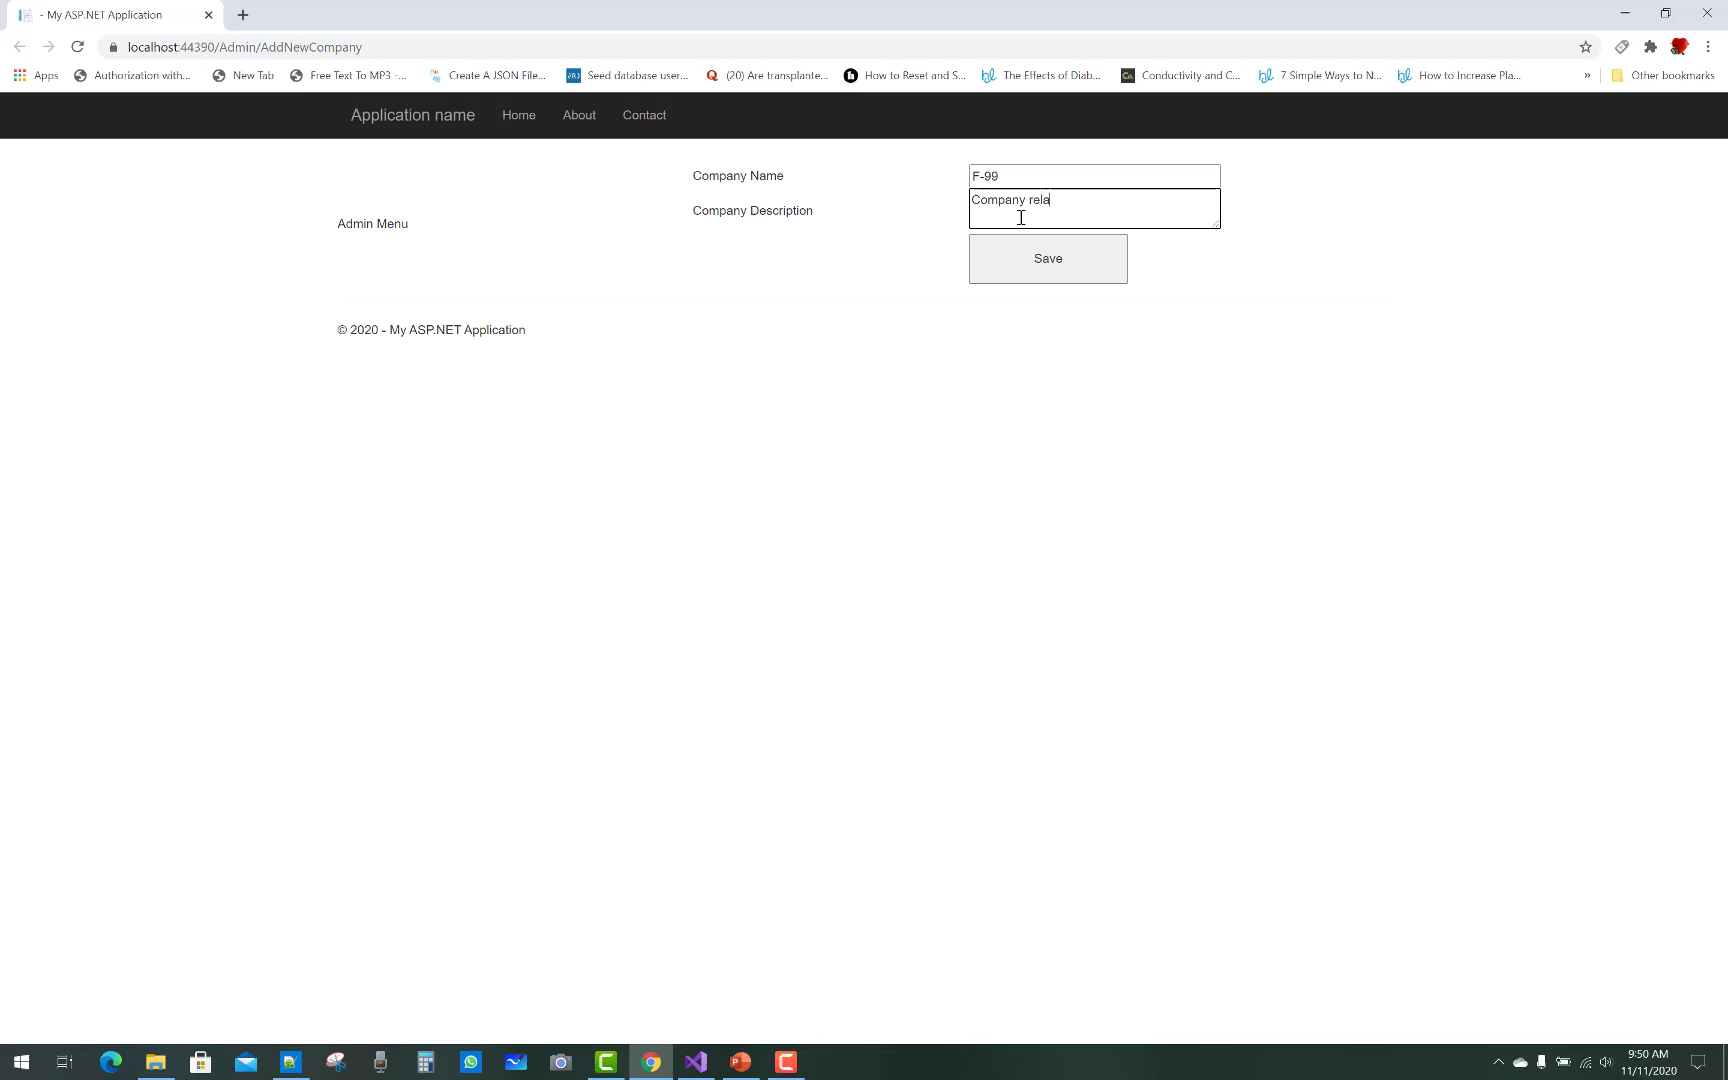 - My ASP.NET Application
localhost:44390/Admin/AddNewCompany
Apps
Authorization with...
New Tab
Free Text To MP3 -...
Create A JSON File...
Seed database user...
(20) Are transplante...
How to Reset and S...
The Effects of Diab...
Conductivity and C...
7 Simple Ways to N...
How to Increase Pla...
»
Other bookmarks
Application name
Home
About
Contact
Company Name
F-99
Company Description
Company rela
Admin Menu
Save
© 2020 - My ASP.NET Application
9:50 AM
11/11/2020